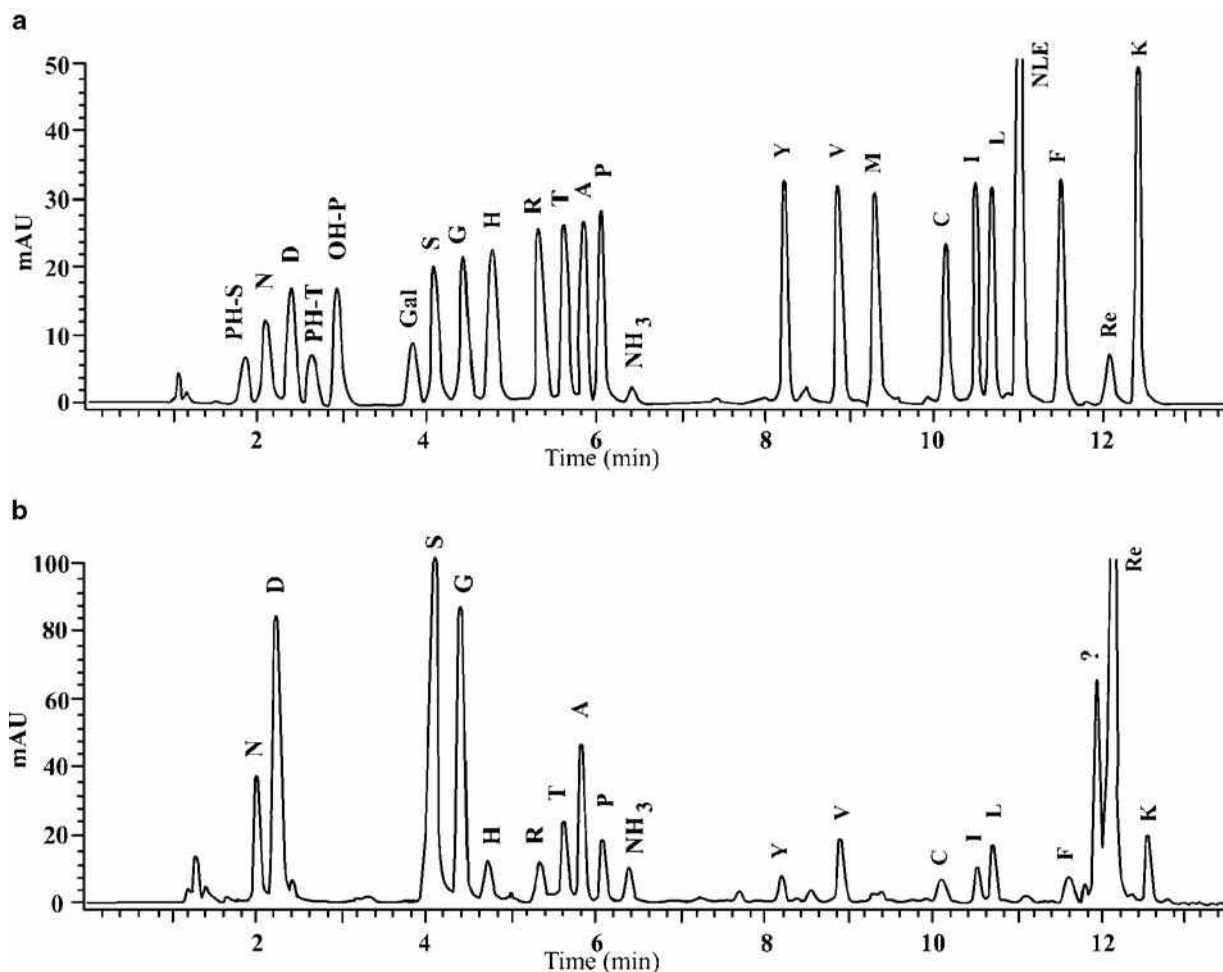 a
50
40
30
20
10
0
mAU
PH-S
N
D
PH-T
OH-P
Gal
S
G
H
R
T
A
P
NH3
Y
V
M
C
I
L
NLE
F
Re
K
2 4 6 8 10 12
Time (min)
b
100
80
60
40
20
0
mAU
N
D
S
G
H
R
T
A
P
NH3
Y
V
C
I
L
F
?
Re
K
2 4 6 8 10 12
Time (min)